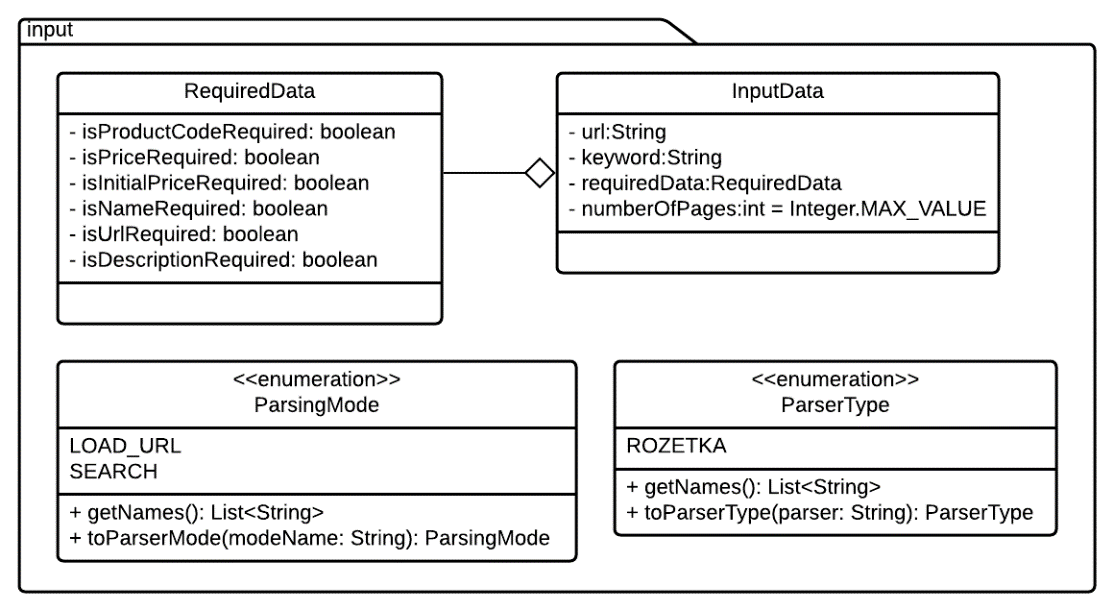 input
RequiredData
- isProductCodeRequired: boolean
- isPriceRequired: boolean
- isInitialPriceRequired: boolean
- isNameRequired: boolean
- isUrlRequired: boolean
- isDescriptionRequired: boolean
InputData
- url:String
- keyword:String
- requiredData:RequiredData
- numberOfPages:int = Integer.MAX_VALUE
<<enumeration>>
ParsingMode
LOAD_URL
SEARCH
+ getNames(): List<String>
+ toParserMode(modeName: String): ParsingMode
<<enumeration>>
ParserType
ROZETKA
+ getNames(): List<String>
+ toParserType(parser: String): ParserType